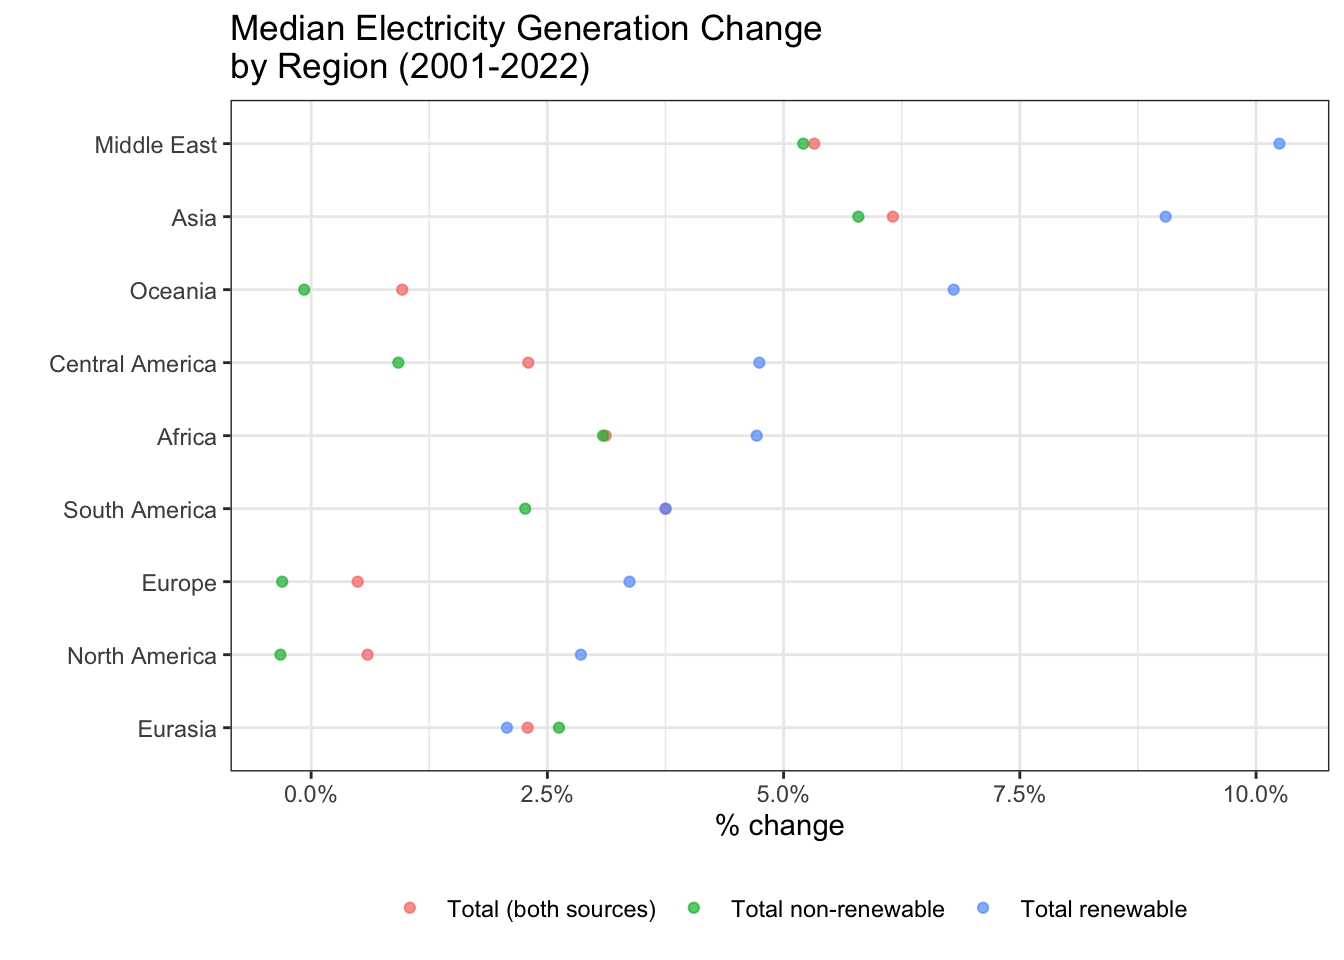 Median Electricity Generation Change
by Region (2001-2022)
Middle East
Asia
Oceania
Central America
Africa
South America
Europe
North America
Eurasia
0.0% 2.5% 5.0% 7.5% 10.0%
% change
Total (both sources) Total non-renewable Total renewable